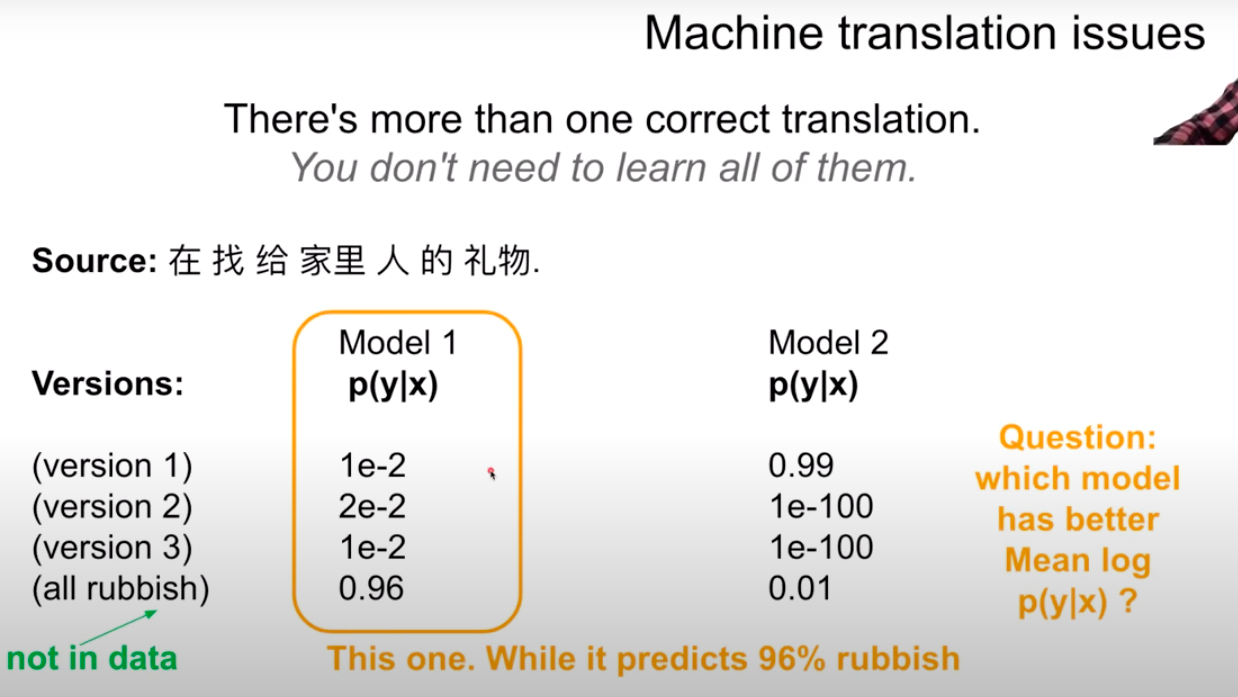 Machine translation issues
There's more than one correct translation.
You don't need to learn all of them.
Source: 在 找 给 家里 人 的 礼物.
Model 1
Model 2
Versions:
p(y|x)
p(y|x)
(version 1)
1e-2
0.99
(version 2)
2e-2
1e-100
(version 3)
1e-2
1e-100
(all rubbish)
0.96
0.01
Question:
which model
has better
Mean log
p(y|x) ?
not in data
This one. While it predicts 96% rubbish